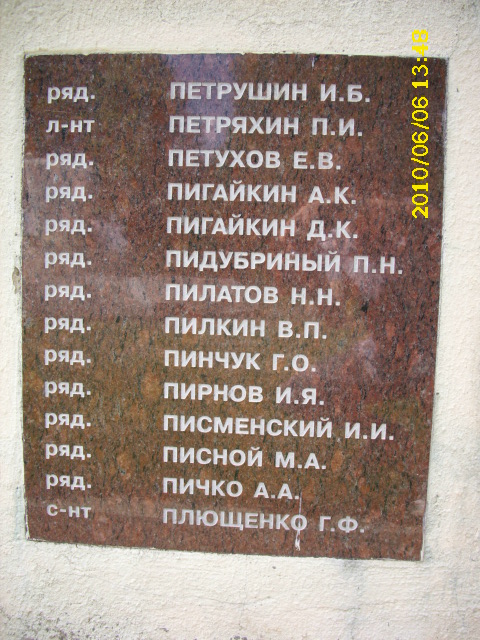 ряд. ПЕТРУШИН И.Б.
л-нт ПЕТРЯХИН П.И.
ряд. ПЕТУХОВ Е.В.
ряд. ПИГАЙКИН А.К.
ряд. ПИГАЙКИН Д.К.
ряд. ПИДУБРИНЫЙ П.Н.
ряд. ПИЛАТОВ Н.Н.
ряд. ПИЛКИН В.П.
ряд. ПИНЧУК Г.О.
ряд. ПИРНОВ И.Я.
ряд. ПИСМЕНСКИЙ И.И.
ряд. ПИСНОЙ М.А.
ряд. ПИЧКО А.А.
с-нт ПЛЮЩЕНКО Г.Ф.
2010/06/06 13:48